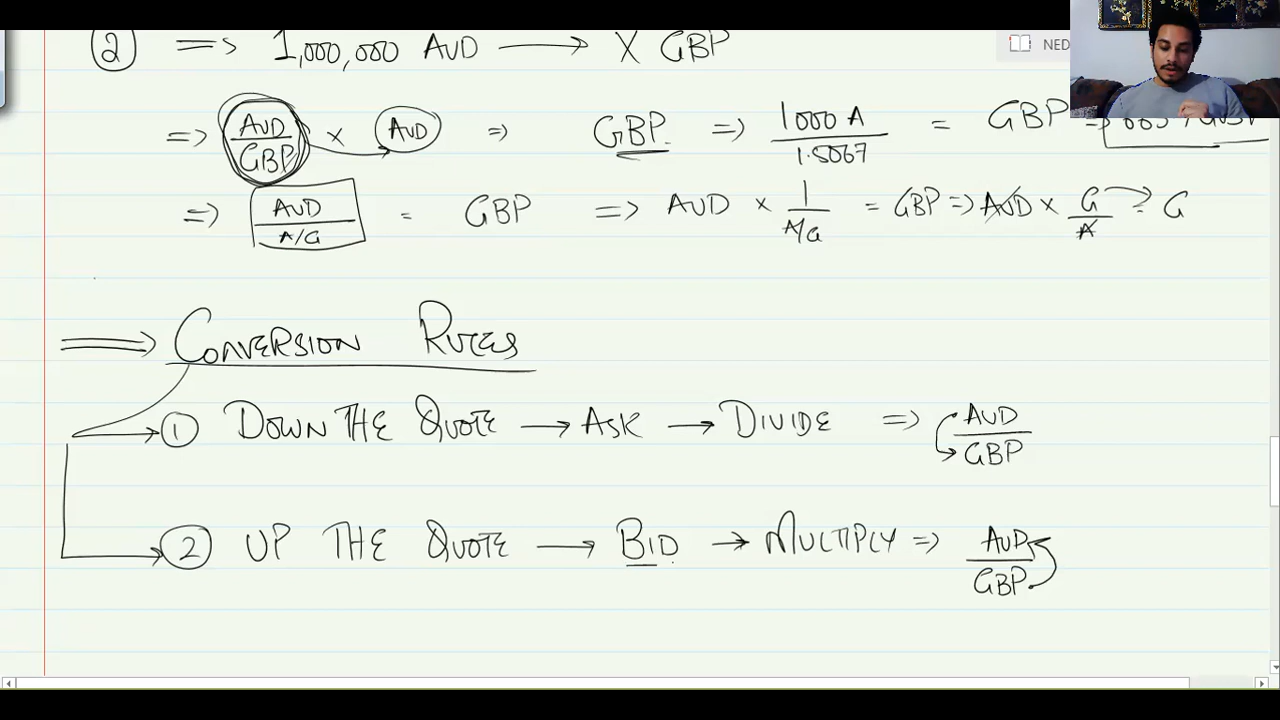 ② => 1,000,000 AUD → X GBP
NED
=> AUD/GBP × AUD => GBP. => 1000 A/1.5067 = GBP
=> AUD/A/G = GBP => AUD × 1/A/G = GBP => AUD × G/A = G
=> CONVERSION RULES
① DOWN THE QUOTE → ASK → DIVIDE => AUD/GBP
② UP THE QUOTE → BID → MULTIPLY => AUD/GBP